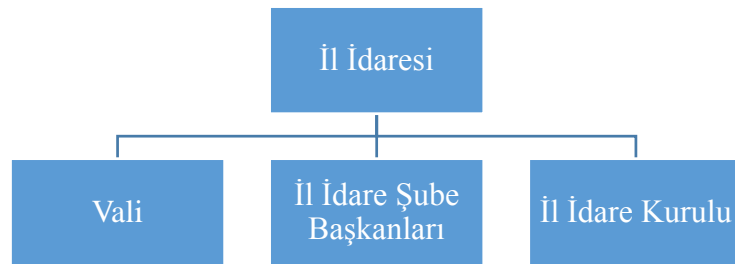 İl İdaresi
Vali
İl İdare Şube
Başkanları
İl İdare Kurulu